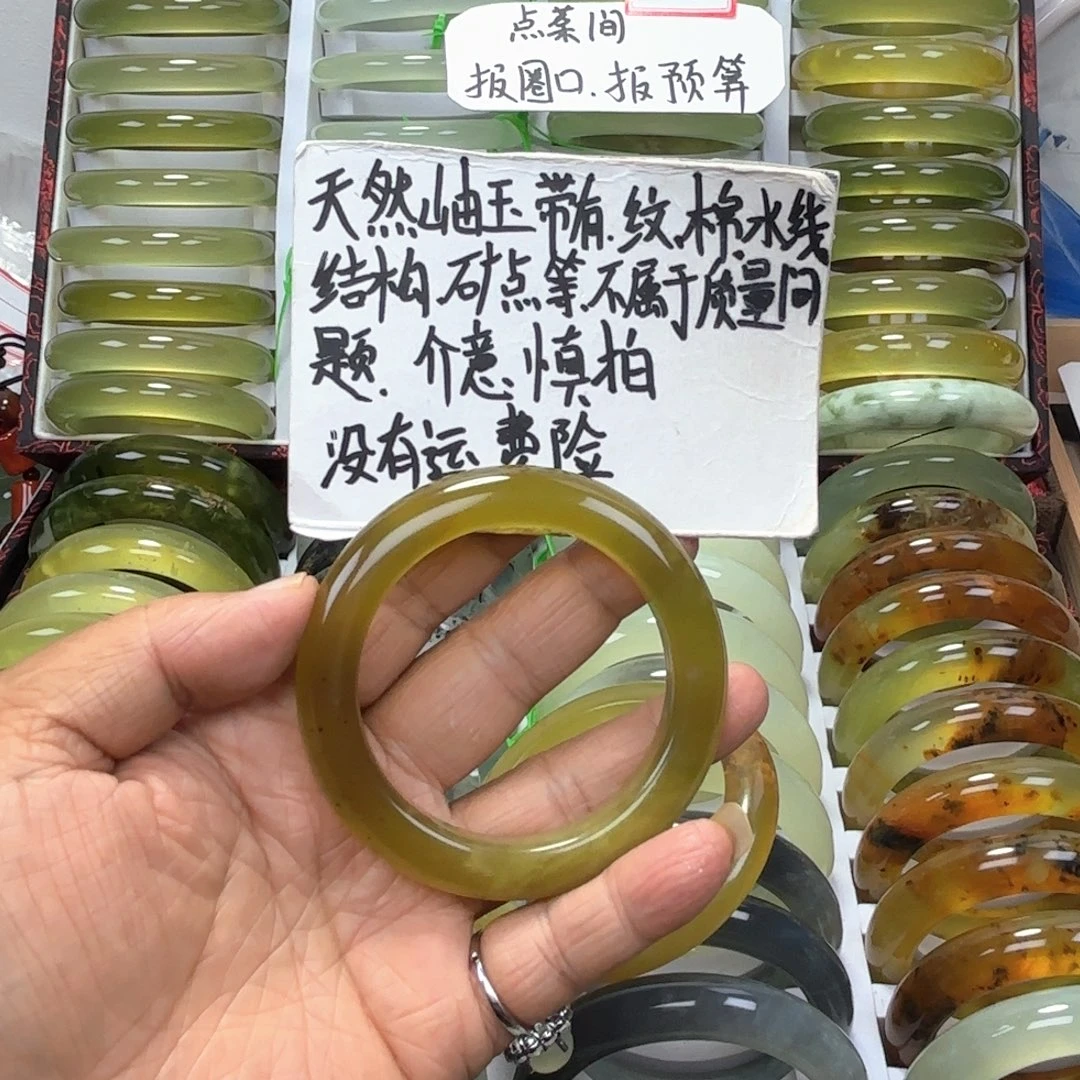 点菜间
报圈口.报预算
天然岫玉带有.纹.棉.水线
结构.矿点等.不属于质量问
题.介意.慎拍
没有运费险